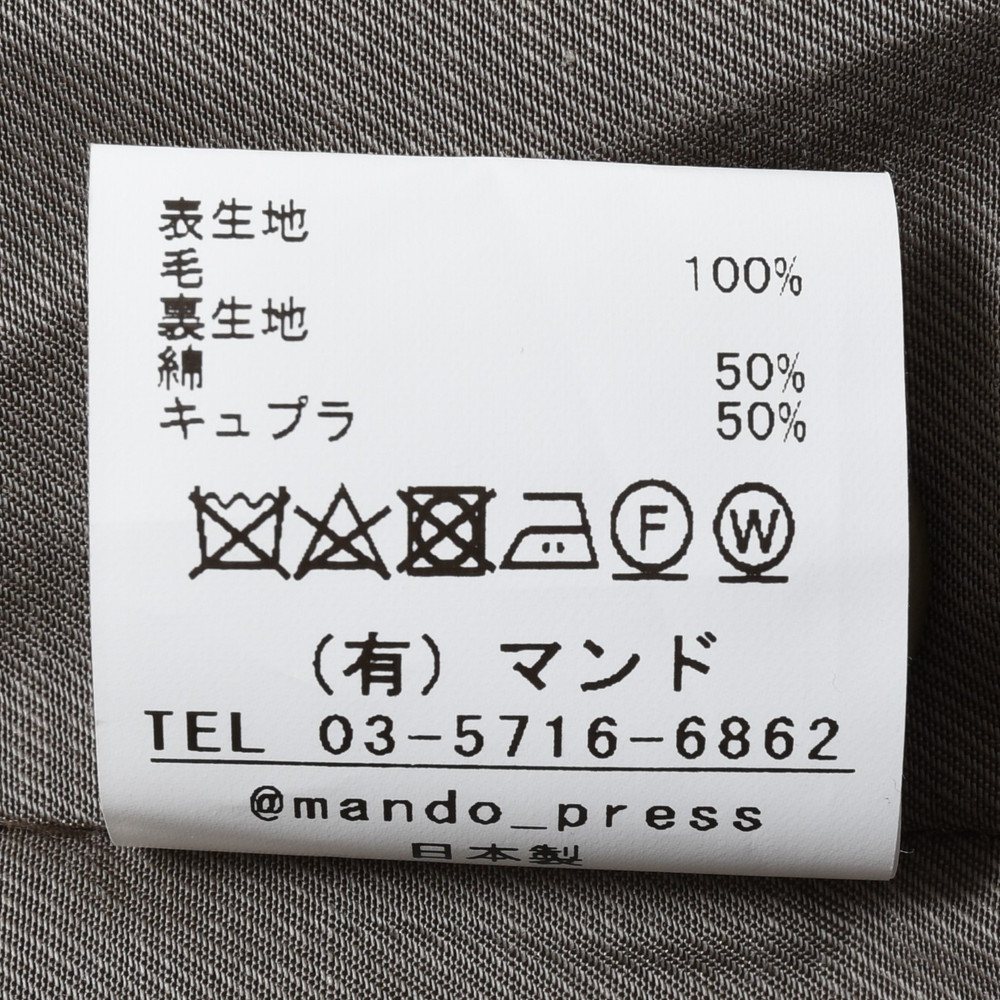 表生地
毛 100%
裏生地
綿 50%
キュプラ 50%
F W
(有) マンド
TEL 03-5716-6862
@mando_press
日本製